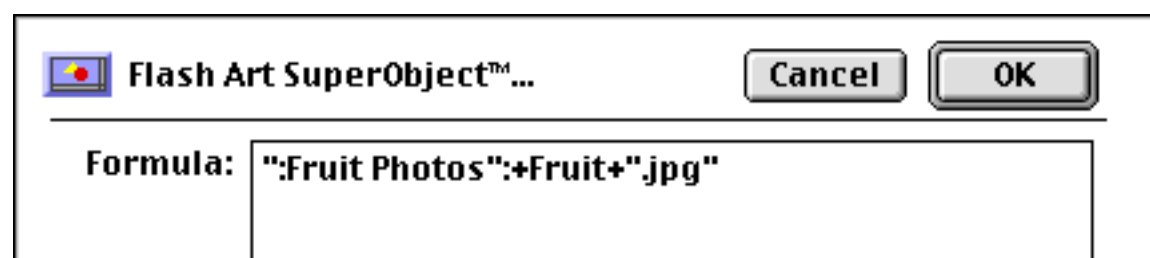 Flash Art SuperObject™... Cancel OK
Formula: ":Fruit Photos":+Fruit+".jpg"